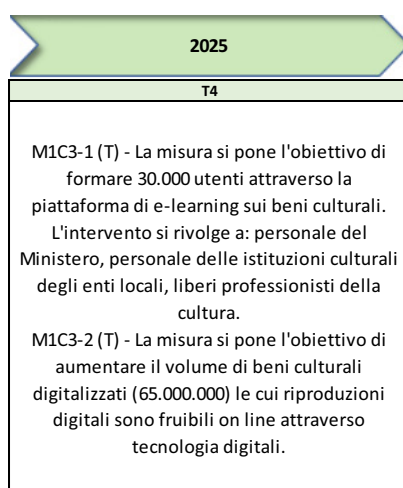 2025
T4
M1C3-1 (T) - La misura si pone l'obiettivo di
formare 30.000 utenti attraverso la
piattaforma di e-learning sui beni culturali.
L'intervento si rivolge a: personale del
Ministero, personale delle istituzioni culturali
degli enti locali, liberi professionisti della
cultura.
M1C3-2 (T) - La misura si pone l'obiettivo di
aumentare il volume di beni culturali
digitalizzati (65.000.000) le cui riproduzioni
digitali sono fruibili on line attraverso
tecnologia digitali.